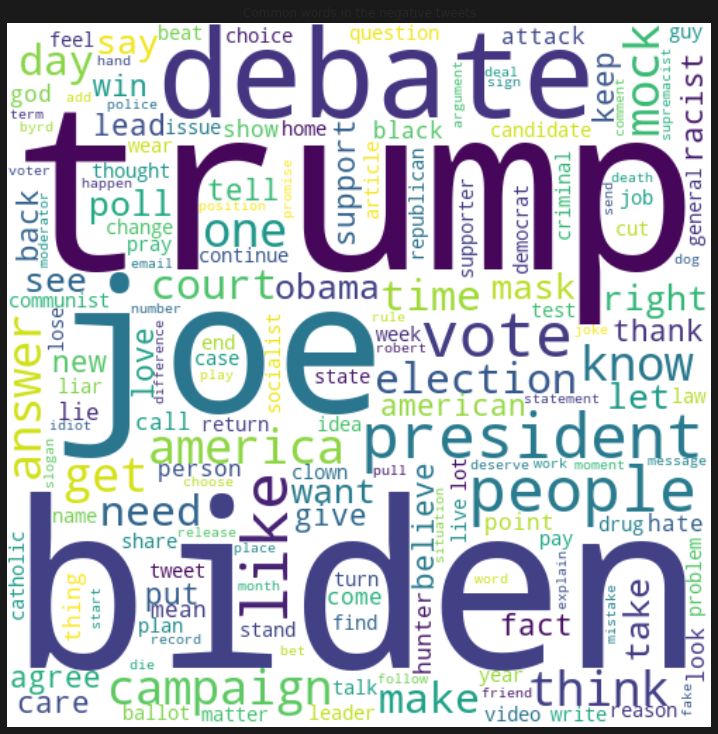 Common words in the negative tweets
feel say beat choice question attack guy
day hand debate keep mock
god win deal sign
term add police argument comment supremacist racist
byrd lead issue show home black candidate
trump
voter wear
back thought
moderator happen poll tell one support article republican supporter democrat criminal death send job general
change position promise cut
pray continue
see email dog
communist court obama time mask right
number rule test joke
answer lose joe week vote thank
new love difference end case play socialist robert know
liar state election let law
lie american statement
idiot call return idea
slogan america president
get person clown pull deserve work moment message
choose want people
name need like give believe live lot situation point drug hate
catholic share release place pay
biden
thing start tweet month turn word explain mistake problem
put mean come
plan stand find hunter fact take look
record bet
die
agree campaign talk follow year think
care make friend fake
ballot matter leader video write reason